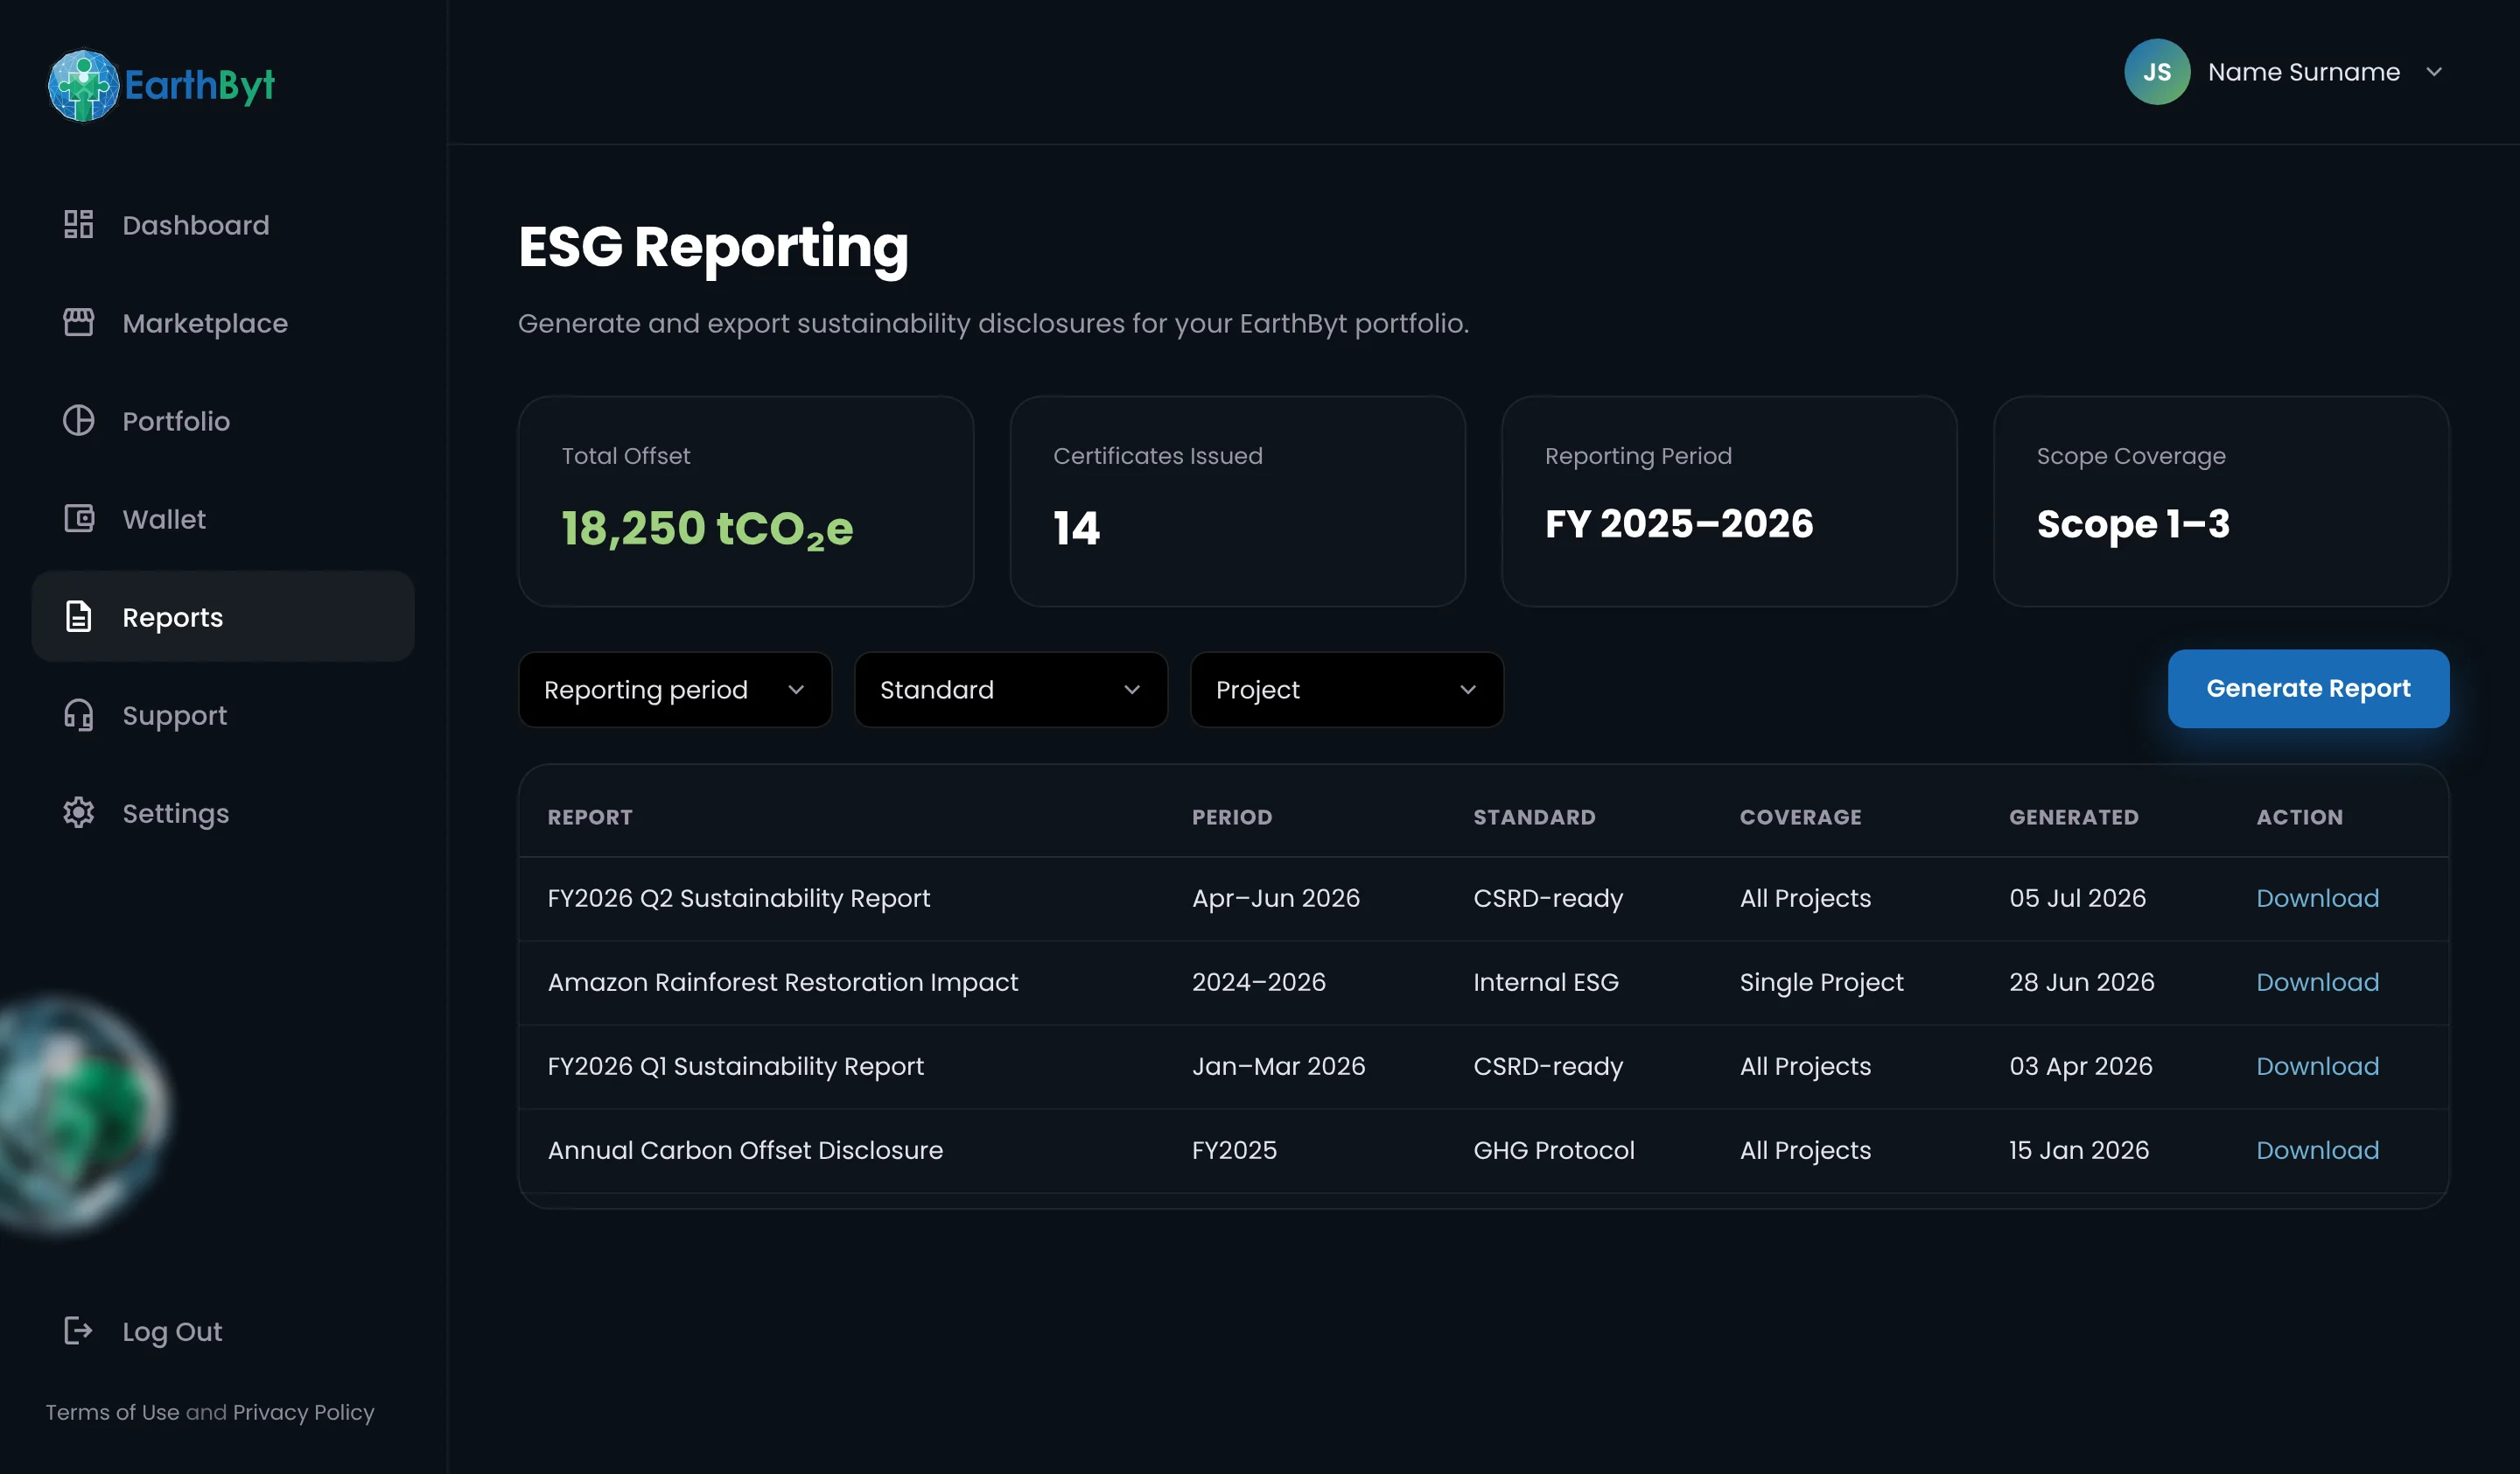 EarthByt
JS Name Surname
Dashboard
Marketplace
Portfolio
Wallet
Reports
Support
Settings
Log Out
Terms of Use and Privacy Policy
ESG Reporting
Generate and export sustainability disclosures for your EarthByt portfolio.
Total Offset
18,250 tCO₂e
Certificates Issued
14
Reporting Period
FY 2025–2026
Scope Coverage
Scope 1–3
Reporting period Standard Project Generate Report
REPORT PERIOD STANDARD COVERAGE GENERATED ACTION
FY2026 Q2 Sustainability Report Apr–Jun 2026 CSRD-ready All Projects 05 Jul 2026 Download
Amazon Rainforest Restoration Impact 2024–2026 Internal ESG Single Project 28 Jun 2026 Download
FY2026 Q1 Sustainability Report Jan–Mar 2026 CSRD-ready All Projects 03 Apr 2026 Download
Annual Carbon Offset Disclosure FY2025 GHG Protocol All Projects 15 Jan 2026 Download